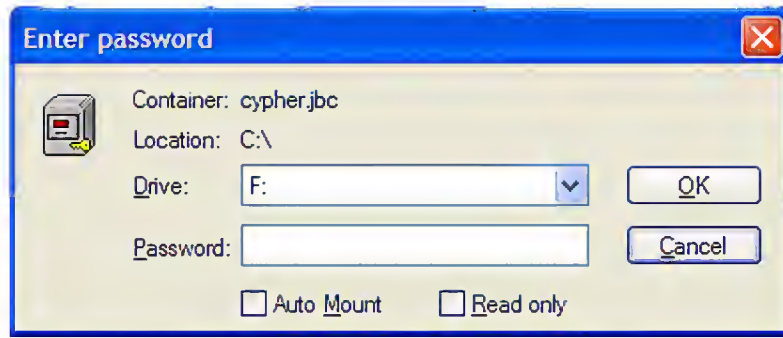 Enter password
Container: cypher.jbc
Location: C:\
Drive: F: OK
Password: Cancel
Auto Mount Read only